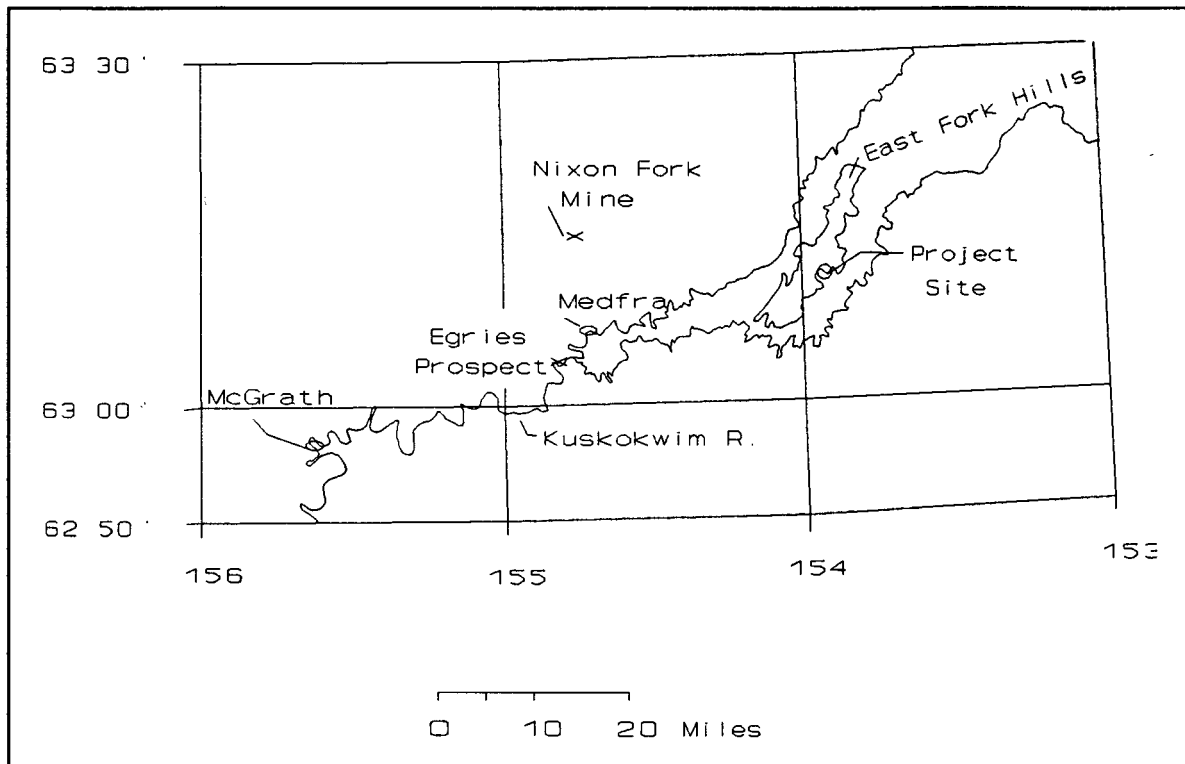 63 30'
East Fork Hills
Nixon Fork
Mine
Project
Site
Medfra
Egries
Prospect
McGrath
63 00'
Kuskokwim R.
62 50'
156
155
154
153
0 10 20 Miles